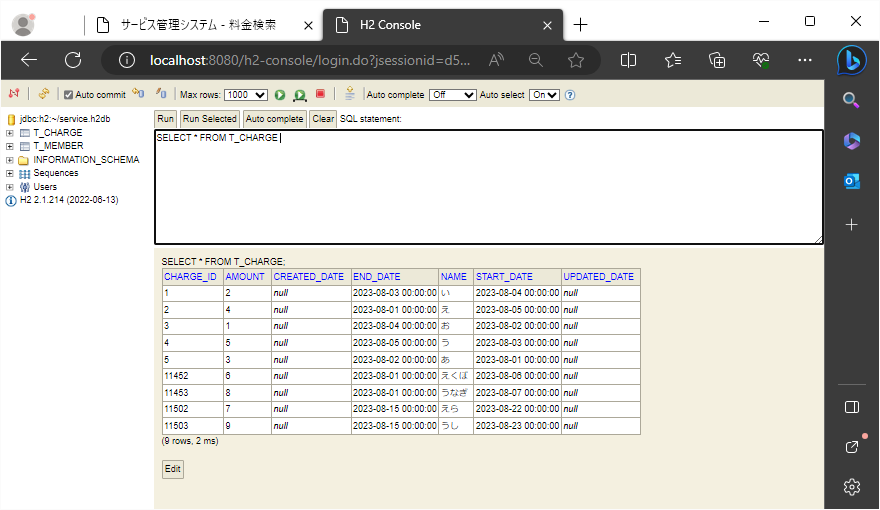 サービス管理システム - 料金検索
H2 Console
localhost:8080/h2-console/login.do?jsessionid=d5...
Auto commit Max rows: 1000 Auto complete Off Auto select On
jdbc:h2:~/service.h2db
T_CHARGE
T_MEMBER
INFORMATION_SCHEMA
Sequences
Users
H2 2.1.214 (2022-06-13)
Run Run Selected Auto complete Clear SQL statement:
SELECT * FROM T_CHARGE
SELECT * FROM T_CHARGE;
CHARGE_ID AMOUNT CREATED_DATE END_DATE NAME START_DATE UPDATED_DATE
1 2 null 2023-08-03 00:00:00 い 2023-08-04 00:00:00 null
2 4 null 2023-08-01 00:00:00 え 2023-08-05 00:00:00 null
3 1 null 2023-08-04 00:00:00 お 2023-08-02 00:00:00 null
4 5 null 2023-08-05 00:00:00 う 2023-08-03 00:00:00 null
5 3 null 2023-08-02 00:00:00 あ 2023-08-01 00:00:00 null
11452 6 null 2023-08-01 00:00:00 えくぼ 2023-08-06 00:00:00 null
11453 8 null 2023-08-01 00:00:00 うなぎ 2023-08-07 00:00:00 null
11502 7 null 2023-08-15 00:00:00 えら 2023-08-22 00:00:00 null
11503 9 null 2023-08-15 00:00:00 うし 2023-08-23 00:00:00 null
(9 rows, 2 ms)
Edit